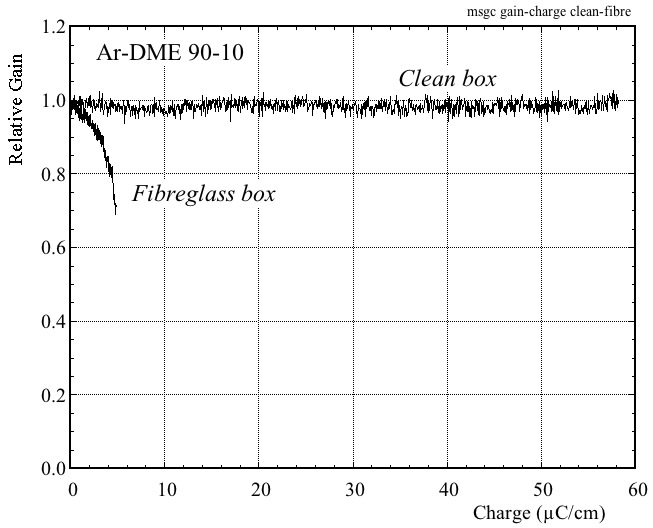 msgc gain-charge clean-fibre
1.2
Ar-DME 90-10
Clean box
Relative Gain
1.0
0.8
Fibreglass box
0.6
0.4
0.2
0.0
0 10 20 30 40 50 60
Charge (µC/cm)